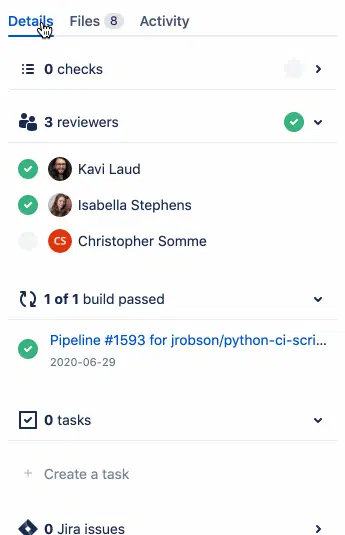 Details Files 8 Activity
0 checks
3 reviewers
Kavi Laud
Isabella Stephens
CS Christopher Somme
1 of 1 build passed
Pipeline #1593 for jrobson/python-ci-scri...
2020-06-29
0 tasks
+ Create a task
0 Jira issues